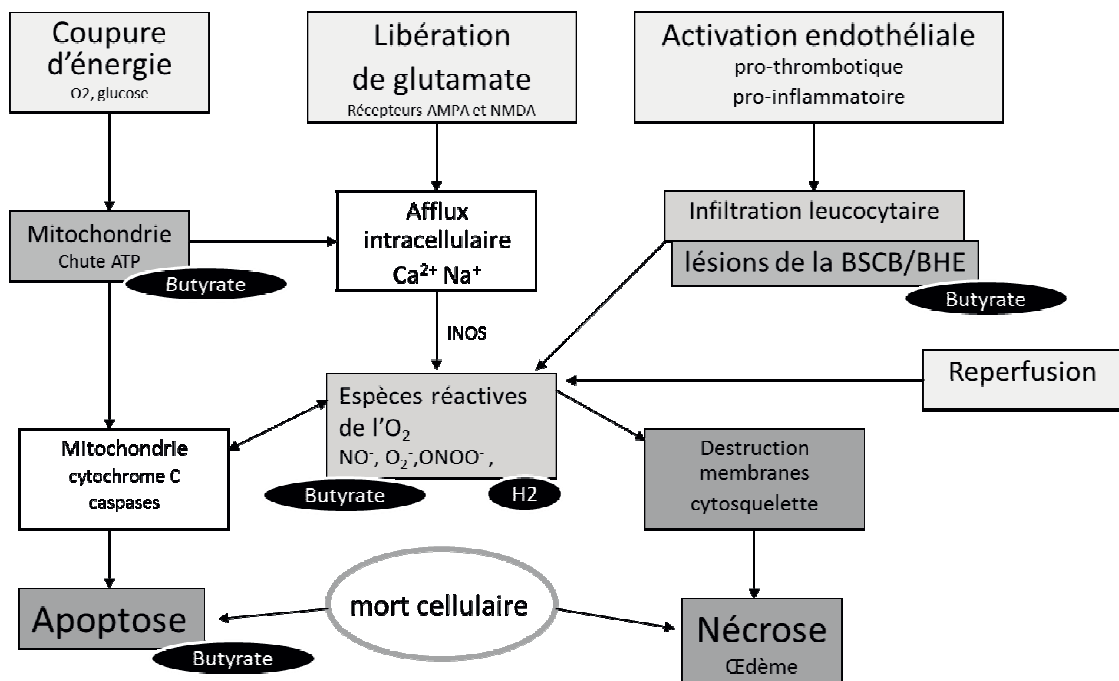 Coupure
d'énergie
O2, glucose
Libération
de glutamate
Récepteurs AMPA et NMDA
Activation endothéliale
pro-thrombotique
pro-inflammatoire
Mitochondrie
Chute ATP
Butyrate
Afflux
intracellulaire
Ca²⁺ Na⁺
Infiltration leucocytaire
lésions de la BSCB/BHE
Butyrate
INOS
Reperfusion
Espèces réactives
de l'O₂
NO⁻, O₂⁻,ONOO⁻ ,
Butyrate
H2
Mitochondrie
cytochrome C
caspases
Destruction
membranes
cytosquelette
Apoptose
Butyrate
mort cellulaire
Nécrose
Œdème